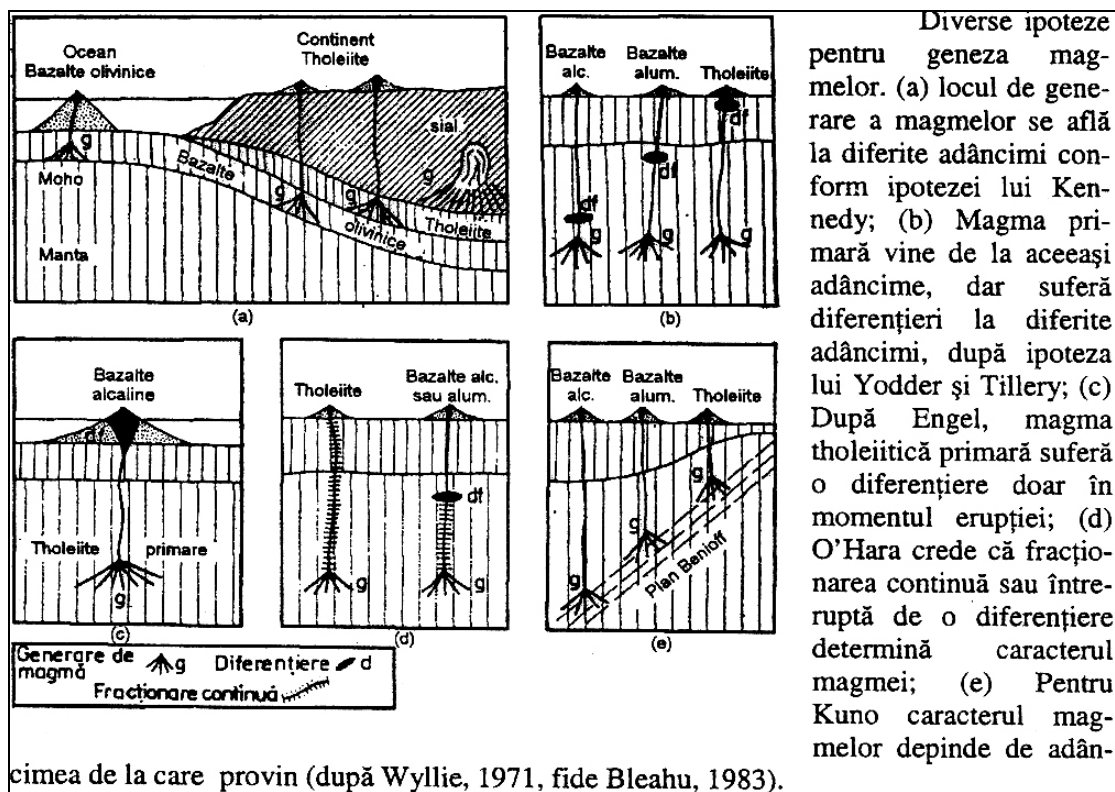 Ocean
Bazalte olivinice
Continent
Tholeiite
sial
g
g
Moho
Bazalte
g
g
olivinice
Tholeiite
Manta
(a)
Bazalte
alc.
Bazalte
alum.
Tholeiite
df
df
df
g
g
g
(b)
Bazalte
alcaline
df
Tholeiite primare
g
(c)
Tholeiite
Bazalte alc.
sau alum.
df
g
g
(d)
Bazalte
alc.
Bazalte
alum.
Tholeiite
g
g
g
Plan Benioff
(e)
Generare de
magmă
g
Diferențiere
d
Fracționare continuă
Diverse ipoteze
pentru geneza mag-
melor. (a) locul de gene-
rare a magmelor se află
la diferite adâncimi con-
form ipotezei lui Ken-
nedy; (b) Magma pri-
mară vine de la aceeaşi
adâncime, dar suferă
diferenţieri la diferite
adâncimi, după ipoteza
lui Yodder şi Tillery; (c)
După Engel, magma
tholeiitică primară suferă
o diferenţiere doar în
momentul erupţiei; (d)
O'Hara crede că fracţio-
narea continuă sau între-
ruptă de o diferenţiere
determină caracterul
magmei; (e) Pentru
Kuno caracterul mag-
melor depinde de adân-
cimea de la care provin (după Wyllie, 1971, fide Bleahu, 1983).